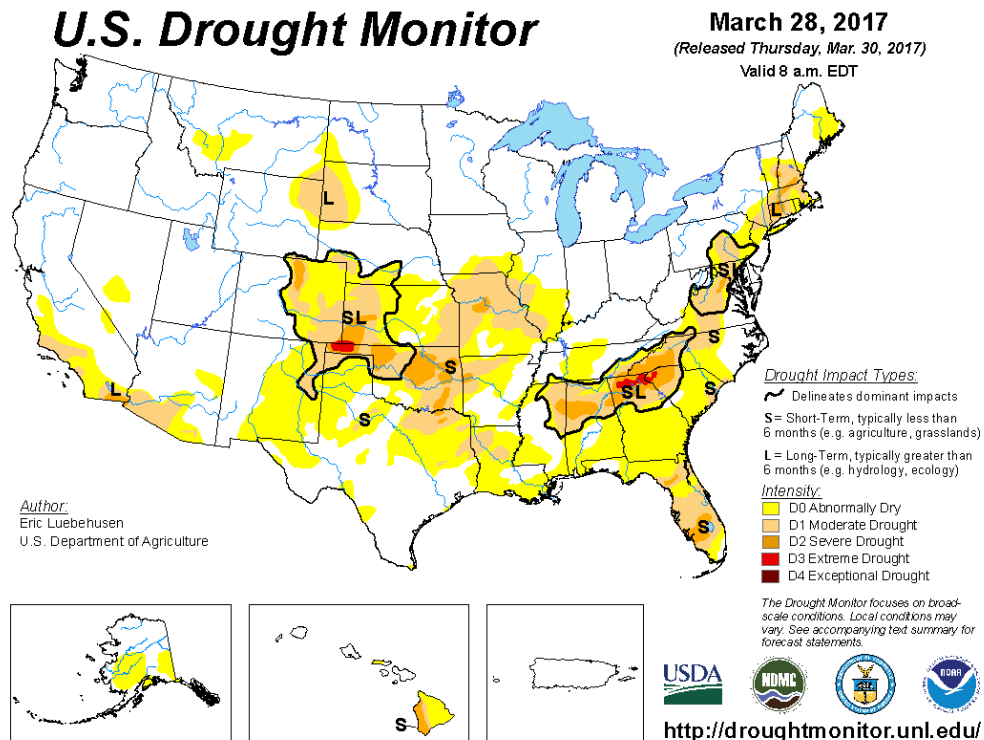 U.S. Drought Monitor
March 28, 2017
(Released Thursday, Mar. 30, 2017)
Valid 8 a.m. EDT
L
SL
S
S
L
SL
S
S
SL
L
S
Drought Impact Types:
Delineates dominant impacts
S = Short-Term, typically less than
6 months (e.g. agriculture, grasslands)
L = Long-Term, typically greater than
6 months (e.g. hydrology, ecology)
Intensity:
D0 Abnormally Dry
D1 Moderate Drought
D2 Severe Drought
D3 Extreme Drought
D4 Exceptional Drought
Author:
Eric Luebehusen
U.S. Department of Agriculture
The Drought Monitor focuses on broad-
scale conditions. Local conditions may
vary. See accompanying text summary for
forecast statements.
S
USDA
NDMC
NOAA
http://droughtmonitor.unl.edu/